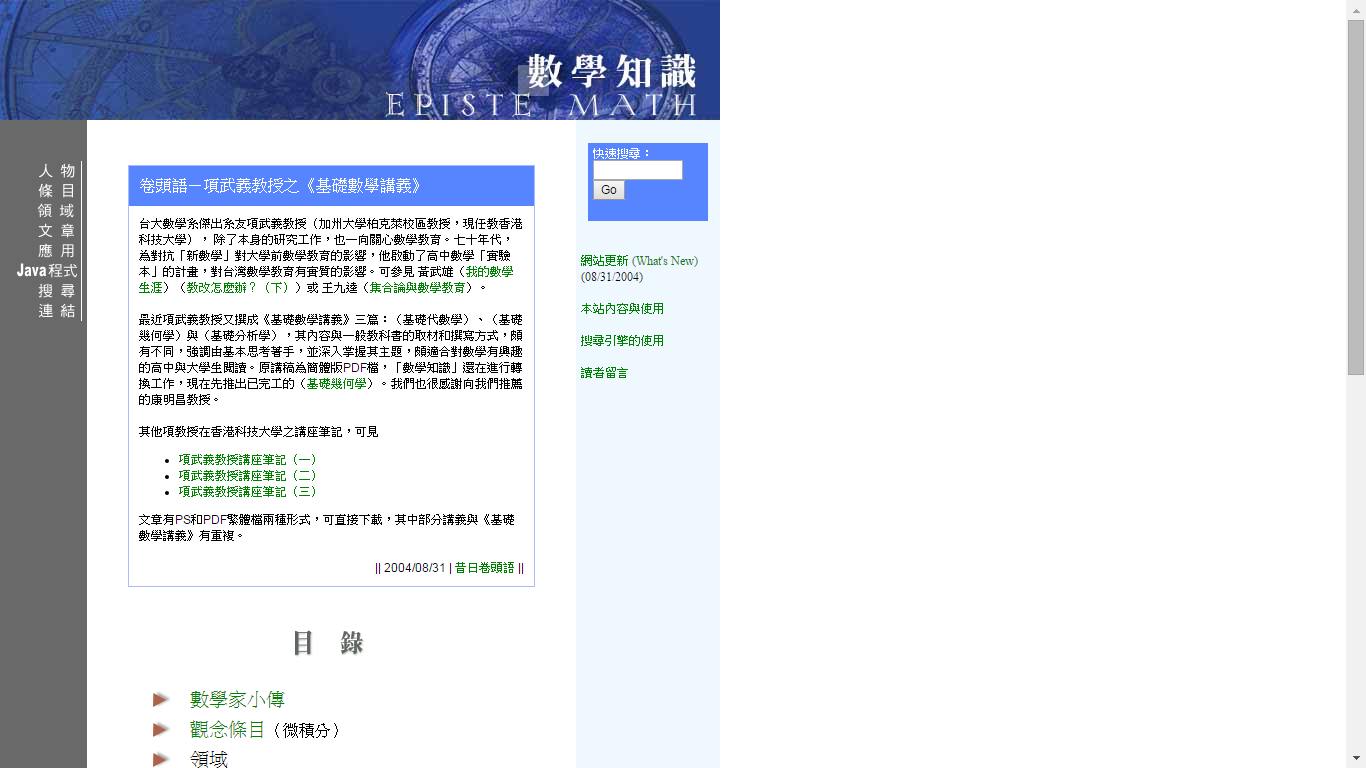 數學知識
EPISTE MATH
人 物
條 目
領 域
文 章
應 用
Java程式
搜 尋
連 結
卷頭語－項武義教授之《基礎數學講義》
台大數學系傑出系友項武義教授（加州大學柏克萊校區教授，現任教香港
科技大學），除了本身的研究工作，也一向關心數學教育。七十年代，
為對抗「新數學」對大學前數學教育的影響，他啟動了高中數學「實驗
本」的計畫，對台灣數學教育有實質的影響。可參見 黃武雄（我的數學
生涯）（教改怎麼辦？（下））或 王九逵（集合論與數學教育）。
最近項武義教授又撰成《基礎數學講義》三篇：（基礎代數學）、（基礎
幾何學）與（基礎分析學），其內容與一般教科書的取材和撰寫方式，頗
有不同，強調由基本思考著手，並深入掌握其主題，頗適合對數學有興趣
的高中與大學生閱讀。原講稿為簡體版PDF檔，「數學知識」還在進行轉
換工作，現在先推出已完工的（基礎幾何學）。我們也很感謝向我們推薦
的康明昌教授。
其他項教授在香港科技大學之講座筆記，可見
項武義教授講座筆記（一）
項武義教授講座筆記（二）
項武義教授講座筆記（三）
文章有PS和PDF繁體檔兩種形式，可直接下載，其中部分講義與《基礎
數學講義》有重複。
|| 2004/08/31 | 昔日卷頭語 ||
目 錄
數學家小傳
觀念條目（微積分）
領域
快速搜尋：
Go
網站更新 (What's New)
(08/31/2004)
本站內容與使用
搜尋引擎的使用
讀者留言